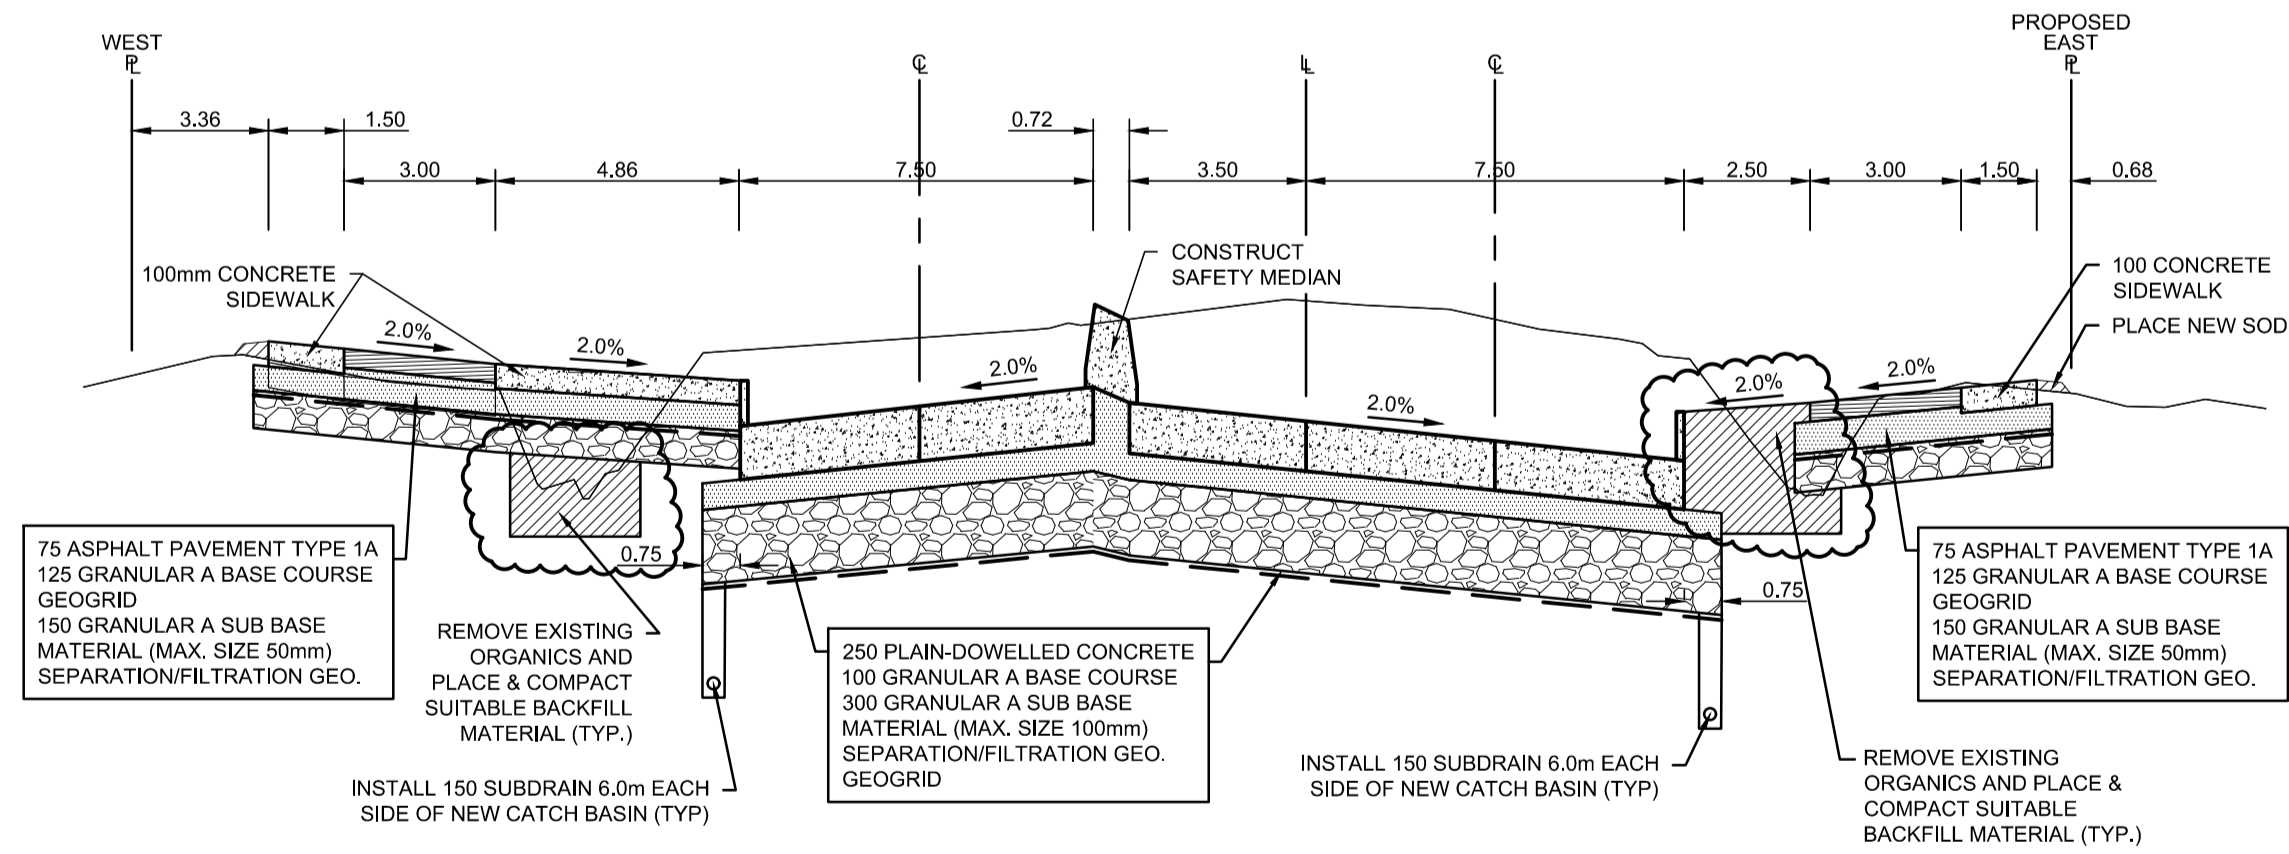 WEST
PL
CL
LL
CL
PROPOSED
EAST
PL
3.36
1.50
0.72
3.00
4.86
7.50
3.50
7.50
2.50
3.00
1.50
0.68
100mm CONCRETE
SIDEWALK
2.0%
2.0%
2.0%
CONSTRUCT
SAFETY MEDIAN
2.0%
2.0%
2.0%
100 CONCRETE
SIDEWALK
PLACE NEW SOD
75 ASPHALT PAVEMENT TYPE 1A
125 GRANULAR A BASE COURSE
GEOGRID
150 GRANULAR A SUB BASE
MATERIAL (MAX. SIZE 50mm)
SEPARATION/FILTRATION GEO.
0.75
REMOVE EXISTING
ORGANICS AND
PLACE & COMPACT
SUITABLE BACKFILL
MATERIAL (TYP.)
INSTALL 150 SUBDRAIN 6.0m EACH
SIDE OF NEW CATCH BASIN (TYP)
250 PLAIN-DOWELLED CONCRETE
100 GRANULAR A BASE COURSE
300 GRANULAR A SUB BASE
MATERIAL (MAX. SIZE 100mm)
SEPARATION/FILTRATION GEO.
GEOGRID
INSTALL 150 SUBDRAIN 6.0m EACH
SIDE OF NEW CATCH BASIN (TYP)
0.75
75 ASPHALT PAVEMENT TYPE 1A
125 GRANULAR A BASE COURSE
GEOGRID
150 GRANULAR A SUB BASE
MATERIAL (MAX. SIZE 50mm)
SEPARATION/FILTRATION GEO.
REMOVE EXISTING
ORGANICS AND PLACE &
COMPACT SUITABLE
BACKFILL MATERIAL (TYP.)